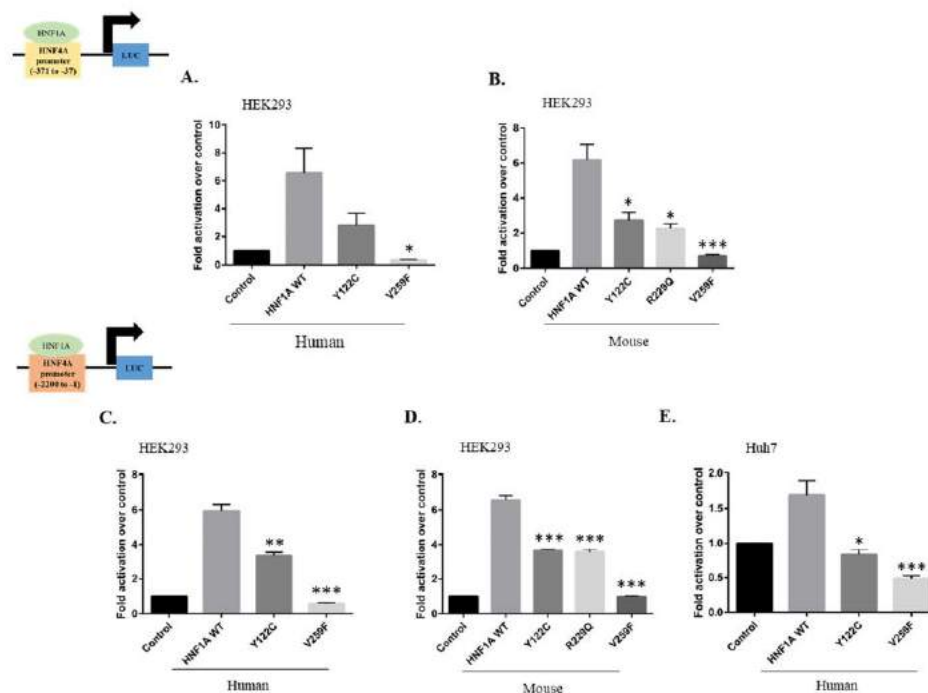 HNF1A
HNF4A
promoter
(-371 to -37)
LUC
A.
HEK293
Fold activation over control
10
8
6
4
2
0
Control
HNF1A WT
Y122C
V259F
*
Human
B.
HEK293
Fold activation over control
8
6
4
2
0
Control
HNF1A WT
Y122C
R229Q
V259F
*
*
***
Mouse
HNF1A
HNF4A
promoter
(-2200 to -1)
LUC
C.
HEK293
Fold activation over control
8
6
4
2
0
Control
HNF1A WT
Y122C
V259F
**
***
Human
D.
HEK293
Fold activation over control
8
6
4
2
0
Control
HNF1A WT
Y122C
R229Q
V259F
***
***
***
Mouse
E.
Huh7
Fold activation over control
2.0
1.5
1.0
0.5
0.0
Control
HNF1A WT
Y122C
V259F
*
***
Human